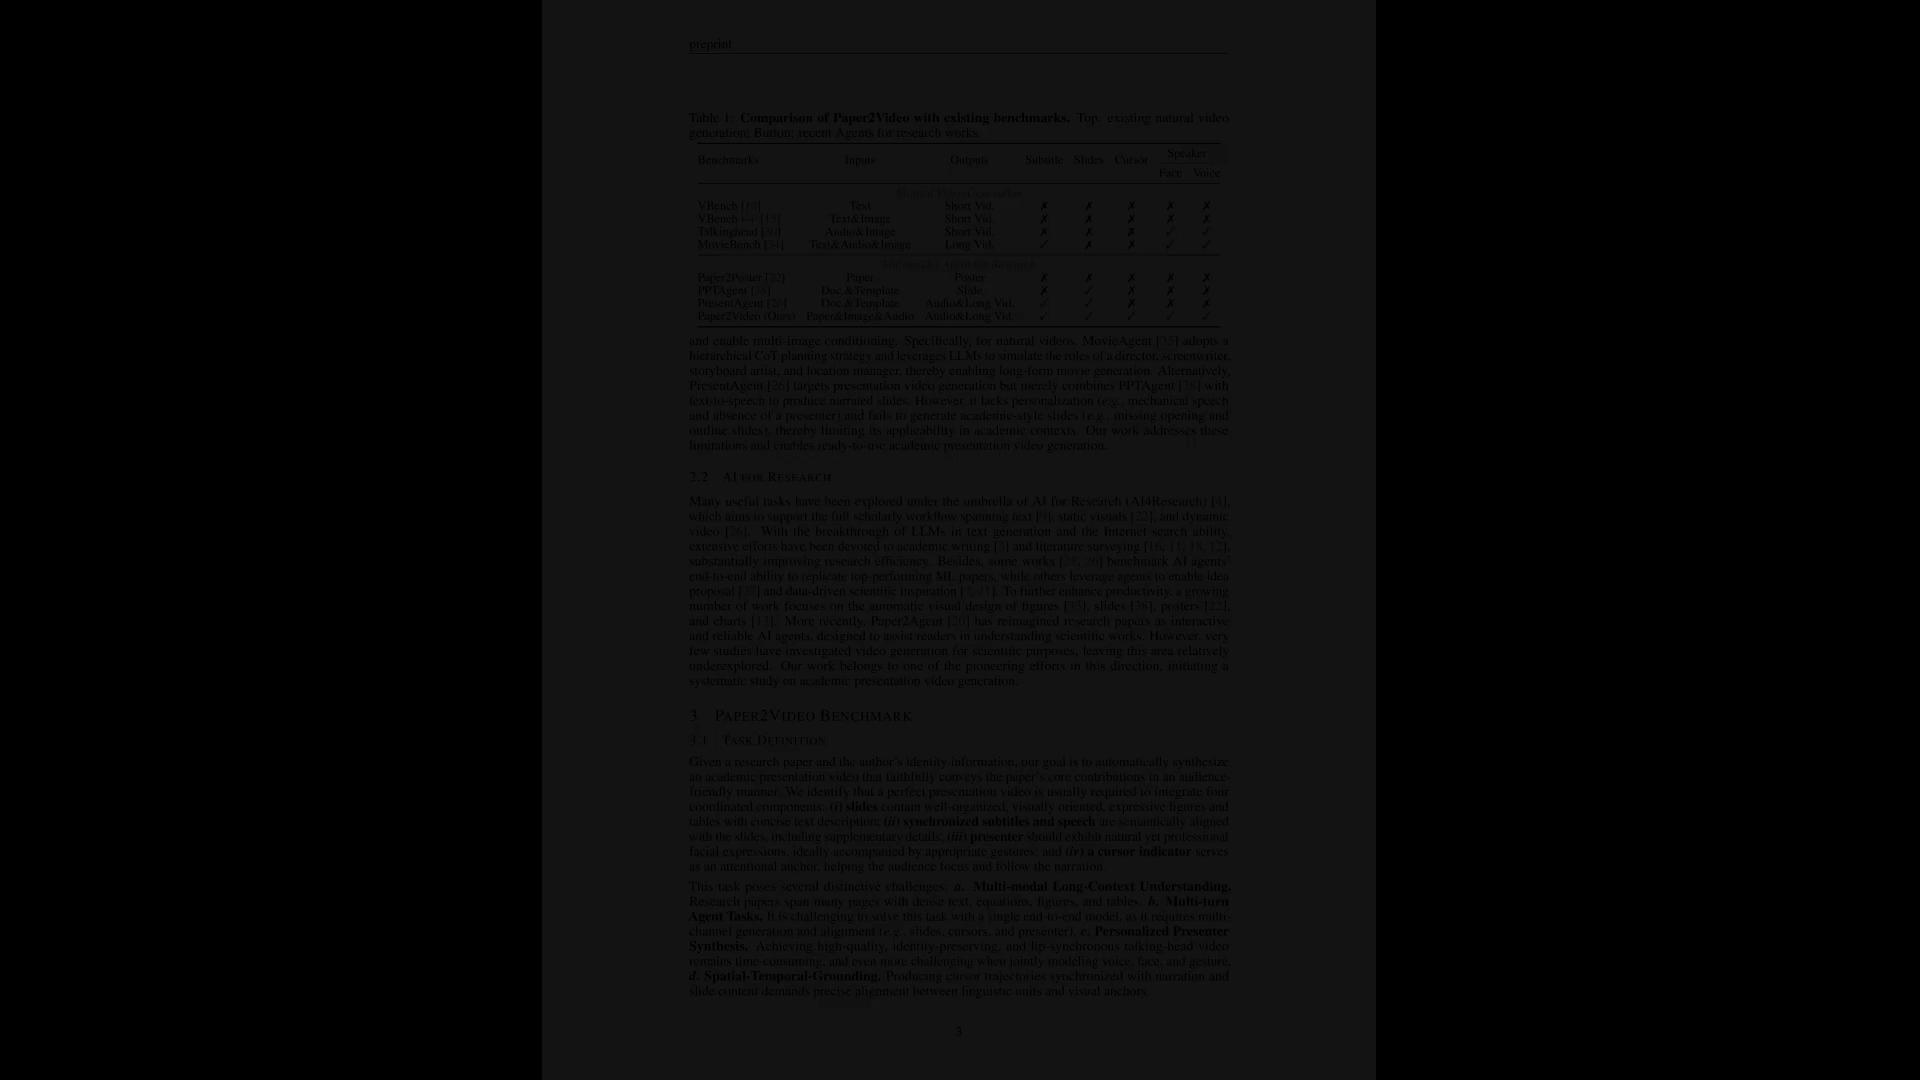 preprint
Table 1: Comparison of Paper2Video with existing benchmarks. Top: existing natural video
generation; Button: recent Agents for research works.
Benchmarks Inputs Outputs Subtitle Slides Cursor Speaker
Face Voice
Natural Video Generation
VBench Text Short Vid. ✗ ✗ ✗ ✗ ✗
VBench++ Text&Image Short Vid. ✗ ✗ ✗ ✗ ✗
Talkinghead Audio&Image Short Vid. ✗ ✗ ✗ ✓ ✓
MovieBench Text&Audio&Image Long Vid. ✓ ✗ ✗ ✓ ✓
Paper2Poster [22] Paper Poster ✗ ✗ ✗ ✗ ✗
PPTAgent Doc.&Template Slide ✗ ✓ ✗ ✗ ✗
PresentAgent [26] Doc.&Template Audio&Long Vid. ✓ ✓ ✗ ✗ ✗
Paper2Video (Ours) Paper&Image&Audio Audio&Long Vid. ✓ ✓ ✓ ✓ ✓
and enable multi-image conditioning. Specifically, for natural videos, MovieAgent adopts a
hierarchical CoT planning strategy and leverages LLMs to simulate the roles of a director, screenwriter,
storyboard artist, and location manager, thereby enabling long-form movie generation. Alternatively,
PresentAgent [26] targets presentation video generation but merely combines PPTAgent with
text-to-speech to produce narrated slides. However, it lacks personalization (e.g., mechanical speech
and absence of a presenter) and fails to generate academic-style slides (e.g., missing opening and
outline slides), thereby limiting its applicability in academic contexts. Our work addresses these
limitations and enables ready-to-use academic presentation video generation.
2.2 AI FOR RESEARCH
Many useful tasks have been explored under the umbrella of AI for Research (AI4Research) [4],
which aims to support the full scholarly workflow spanning text, static visuals [22], and dynamic
video [26]. With the breakthrough of LLMs in text generation and the Internet search ability,
extensive efforts have been devoted to academic writing and literature surveying
substantially improving research efficiency. Besides, some works benchmark AI agents'
end-to-end ability to replicate top-performing ML papers, while others leverage agents to enable idea
proposal and data-driven scientific inspiration. To further enhance productivity, a growing
number of work focuses on the automatic visual design of figures, slides, posters [22],
and charts. More recently, Paper2Agent has reimagined research papers as interactive
and reliable AI agents, designed to assist readers in understanding scientific works. However, very
few studies have investigated video generation for scientific purposes, leaving this area relatively
underexplored. Our work belongs to one of the pioneering efforts in this direction, initiating a
systematic study on academic presentation video generation.
3 PAPER2VIDEO BENCHMARK
3.1 TASK DEFINITION
Given a research paper and the author's identity information, our goal is to automatically synthesize
an academic presentation video that faithfully conveys the paper's core contributions in an audience-
friendly manner. We identify that a perfect presentation video is usually required to integrate four
coordinated components: (i) slides contain well-organized, visually oriented, expressive figures and
tables with concise text description; (ii) synchronized subtitles and speech are semantically aligned
with the slides, including supplementary details; (iii) presenter should exhibit natural yet professional
facial expressions, ideally accompanied by appropriate gestures; and (iv) a cursor indicator serves
as an attentional anchor, helping the audience focus and follow the narration.
This task poses several distinctive challenges: a. Multi-modal Long-Context Understanding.
Research papers span many pages with dense text, equations, figures, and tables. b. Multi-turn
Agent Tasks. It is challenging to solve this task with a single end-to-end model, as it requires multi-
channel generation and alignment (e.g., slides, cursors, and presenter). c. Personalized Presenter
Synthesis. Achieving high-quality, identity-preserving, and lip-synchronous talking-head video
remains time-consuming, and even more challenging when jointly modeling voice, face, and gesture.
d. Spatial-Temporal-Grounding. Producing cursor trajectories synchronized with narration and
slide content demands precise alignment between linguistic units and visual anchors.
3